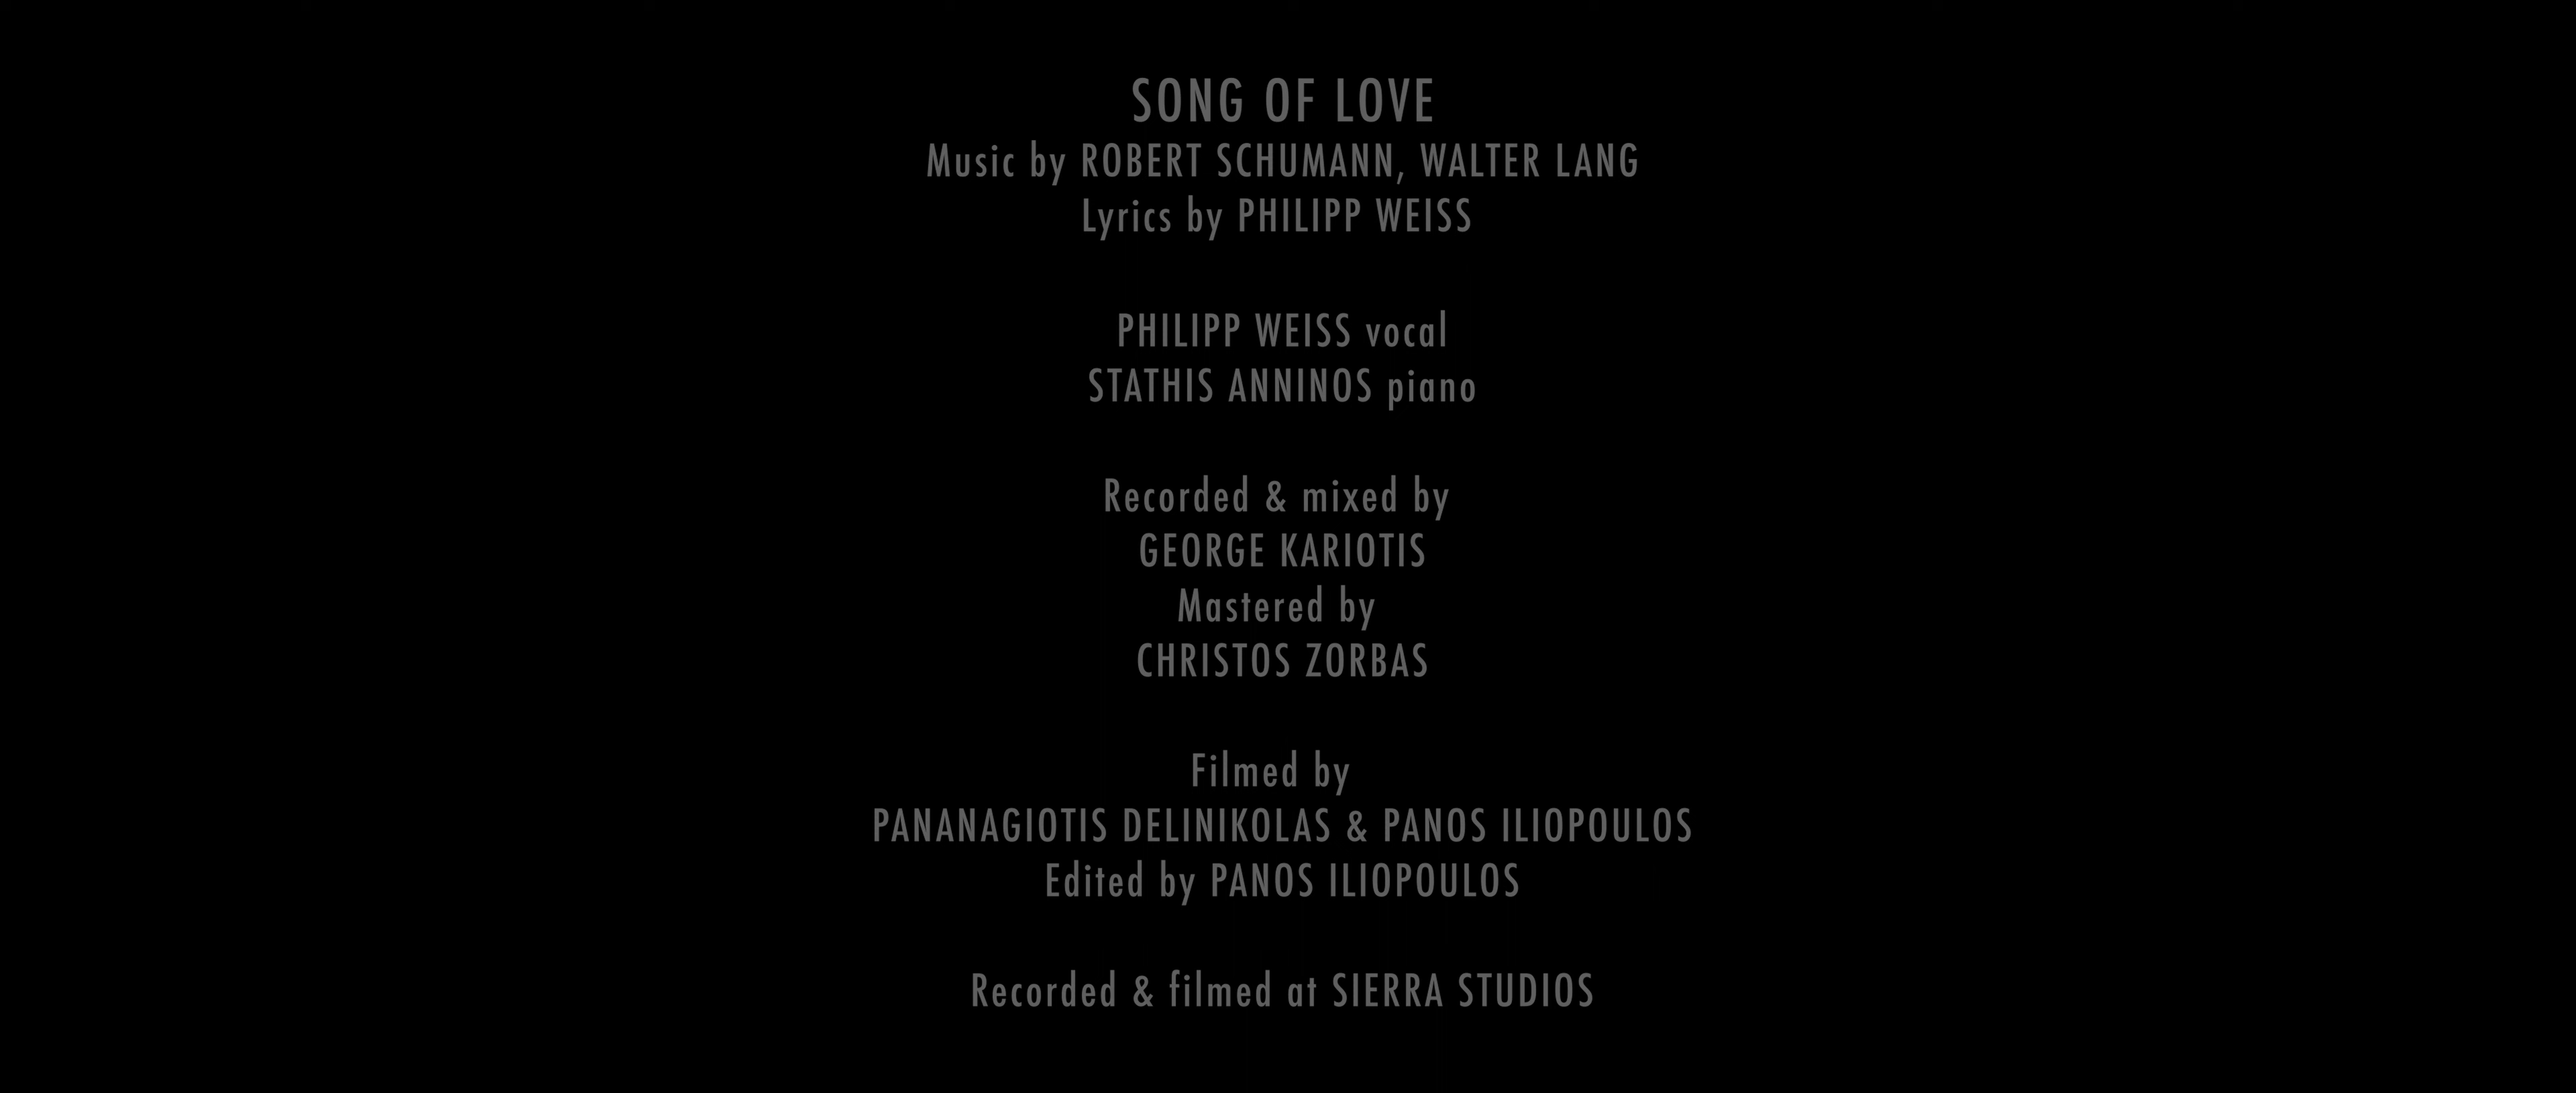 SONG OF LOVE
Music by ROBERT SCHUMANN, WALTER LANG
Lyrics by PHILIPP WEISS
PHILIPP WEISS vocal
STATHIS ANNINOS piano
Recorded & mixed by
GEORGE KARIOTIS
Mastered by
CHRISTOS ZORBAS
Filmed by
PANANAGIOTIS DELINIKOLAS & PANOS ILIOPOULOS
Edited by PANOS ILIOPOULOS
Recorded & filmed at SIERRA STUDIOS